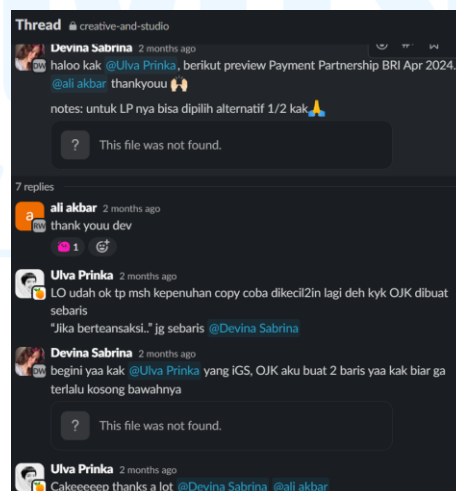 Thread creative-and-studio
Devina Sabrina 2 months ago
haloo kak @Ulva Prinka, berikut preview Payment Partnership BRI Apr 2024.
@ali akbar thankyouu 🙌
notes: untuk LP nya bisa dipilih alternatif 1/2 kak🙏
? This file was not found.
7 replies
a
ali akbar 2 months ago
RW
thank youu dev
1
Ulva Prinka 2 months ago
LO udah ok tp msh kepenuhan copy coba dikecil2in lagi deh kyk OJK dibuat
sebaris
“Jika bertensaksi..” jg sebaris @Devina Sabrina
Devina Sabrina 2 months ago
DW
begini yaa kak @Ulva Prinka yang iGS, OJK aku buat 2 baris yaa kak biar ga
terlalu kosong bawahnya
? This file was not found.
Ulva Prinka 2 months ago
Cakeeeeep thanks a lot @Devina Sabrina @ali akbar